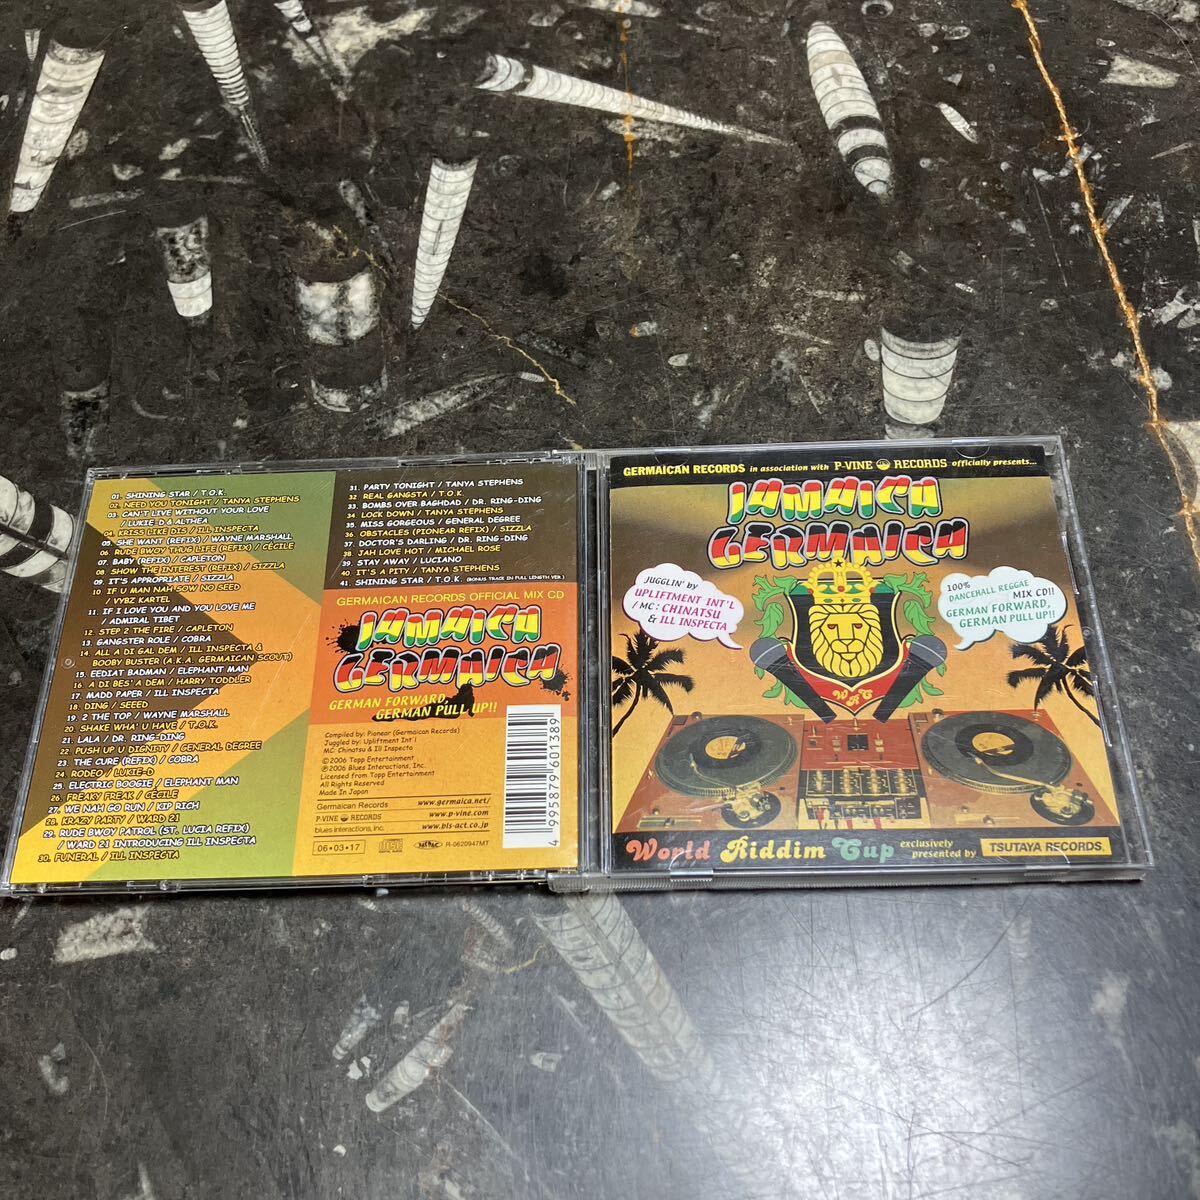 01. SHINING STAR / T.O.K.
02. NEED YOU TONIGHT / TANYA STEPHENS
03. CAN'T LIVE WITHOUT YOUR LOVE
/ LUKIE D & ALTHEA
04. KRISS LIKE DIS / ILL INSPECTA
05. SHE WANT (REFIX) / WAYNE MARSHALL
06. RUDE BWOY THUG LIFE (REFIX) / CÉCILE
07. BABY (REFIX) / CAPLETON
08. SHOW THE INTEREST (REFIX) / SIZZLA
09. IT'S APPROPRIATE / SIZZLA
10. IF U MAN NAH SOW NO SEED
/ VYBZ KARTEL
11. IF I LOVE YOU AND YOU LOVE ME
/ ADMIRAL TIBET
12. STEP 2 THE FIRE / CAPLETON
13. GANGSTER ROLE / COBRA
14. ALL A DI GAL DEM / ILL INSPECTA &
BOOBY BUSTER (A.K.A. GERMAICAN SCOUT)
15. EEDIAT BADMAN / ELEPHANT MAN
16. A DI BES' A DEM / HARRY TODDLER
17. MADD PAPER / ILL INSPECTA
18. DING / SEEED
19. 2 THE TOP / WAYNE MARSHALL
20. SHAKE WHA' U HAVE / T.O.K.
21. LALA / DR. RING-DING
22. PUSH UP U DIGNITY / GENERAL DEGREE
23. THE CURE (REFIX) / COBRA
24. RODEO / LUKIE-D
25. ELECTRIC BOOGIE / ELEPHANT MAN
26. FREAKY FREAK / CÉCILE
27. WE NAH GO RUN / KIP RICH
28. KRAZY PARTY / WARD 21
29. RUDE BWOY PATROL (ST. LUCIA REFIX)
/ WARD 21 INTRODUCING ILL INSPECTA
30. FUNERAL / ILL INSPECTA
31. PARTY TONIGHT / TANYA STEPHENS
32. REAL GANGSTA / T.O.K.
33. BOMBS OVER BAGHDAD / DR. RING-DING
34. LOCK DOWN / TANYA STEPHENS
35. MISS GORGEOUS / GENERAL DEGREE
36. OBSTACLES (PIONEAR REFIX) / SIZZLA
37. DOCTOR'S DARLING / DR. RING-DING
38. JAH LOVE HOT / MICHAEL ROSE
39. STAY AWAY / LUCIANO
40. IT'S A PITY / TANYA STEPHENS
41. SHINING STAR / T.O.K. (BONUS TRACK IN FULL LENGTH VER.)
GERMAICAN RECORDS OFFICIAL MIX CD
JAMAICA
GERMAICA
GERMAN FORWARD,
GERMAN PULL UP!!
Compiled by: Pionear (Germaican Records)
Juggled by: Upliftment Int'l
MC: Chinatsu & Ill Inspecta
© 2006 Topp Entertainment
℗ 2006 Blues Interactions, Inc.
Licensed from Topp Entertainment
All Rights Reserved
Made In Japan
Germaican Records www.germaica.net/
P-VINE RECORDS www.p-vine.com/
blues interactions, inc. www.bls-act.co.jp
06•03•17
R-0620947MT
4 995879 601389
GERMAICAN RECORDS in association with P-VINE RECORDS officially presents...
JAMAICA
GERMAICA
JUGGLIN' by
UPLIFTMENT INT'L
/ MC: CHINATSU
& ILL INSPECTA
100%
DANCEHALL REGGAE
MIX CD!!
GERMAN FORWARD,
GERMAN PULL UP!!
W R C
World Riddim Cup exclusively presented by TSUTAYA RECORDS.